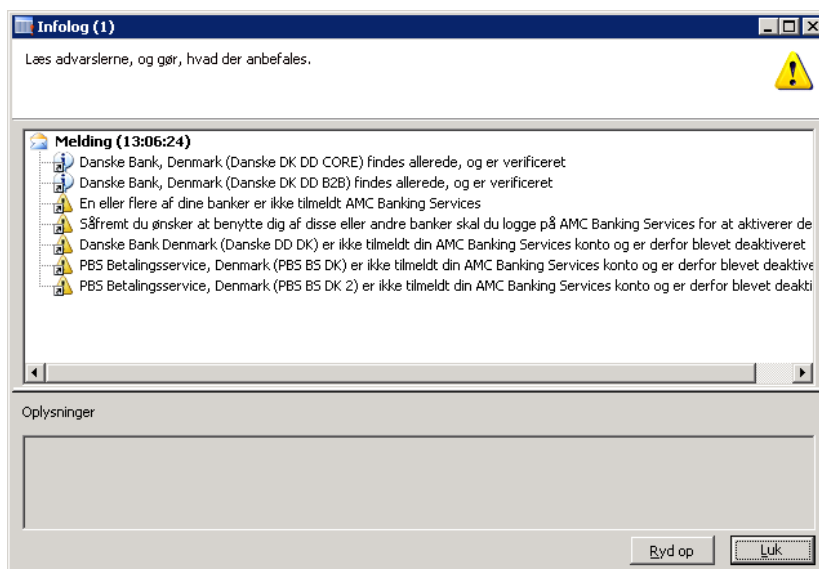 Infolog (1)
Læs advarslerne, og gør, hvad der anbefales.
Melding (13:06:24)
Danske Bank, Denmark (Danske DK DD CORE) findes allerede, og er verificeret
Danske Bank, Denmark (Danske DK DD B2B) findes allerede, og er verificeret
En eller flere af dine banker er ikke tilmeldt AMC Banking Services
Såfremt du ønsker at benytte dig af disse eller andre banker skal du logge på AMC Banking Services for at aktiverer de
Danske Bank Denmark (Danske DD DK) er ikke tilmeldt din AMC Banking Services konto og er derfor blevet deaktiveret
PBS Betalingsservice, Denmark (PBS BS DK) er ikke tilmeldt din AMC Banking Services konto og er derfor blevet deaktive
PBS Betalingsservice, Denmark (PBS BS DK 2) er ikke tilmeldt din AMC Banking Services konto og er derfor blevet deakti
Oplysninger
Ryd op
Luk